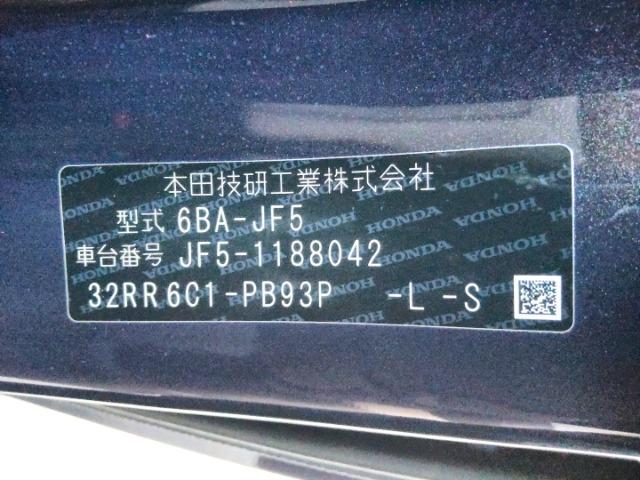 本田技研工業株式会社
型式 6BA-JF5
車台番号 JF5-1188042
32RR6C1-PB93P -L -S